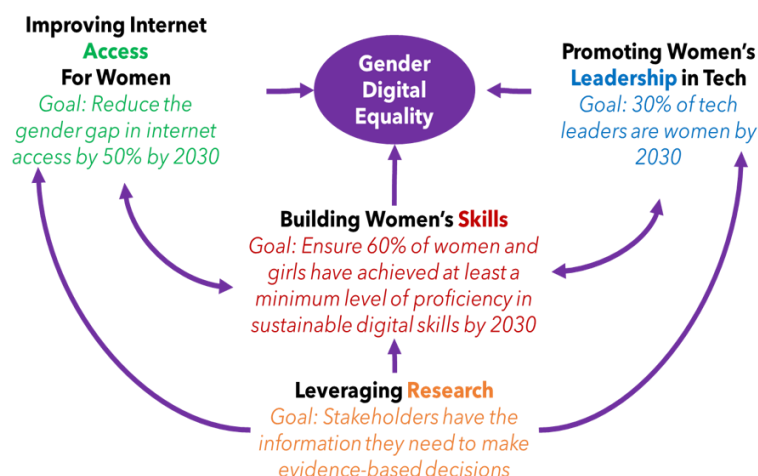 Improving Internet
Access
For Women
Goal: Reduce the
gender gap in internet
access by 50% by 2030
Gender
Digital
Equality
Promoting Women's
Leadership in Tech
Goal: 30% of tech
leaders are women by
2030
Building Women's Skills
Goal: Ensure 60% of women and
girls have achieved at least a
minimum level of proficiency in
sustainable digital skills by 2030
Leveraging Research
Goal: Stakeholders have the
information they need to make
evidence-based decisions